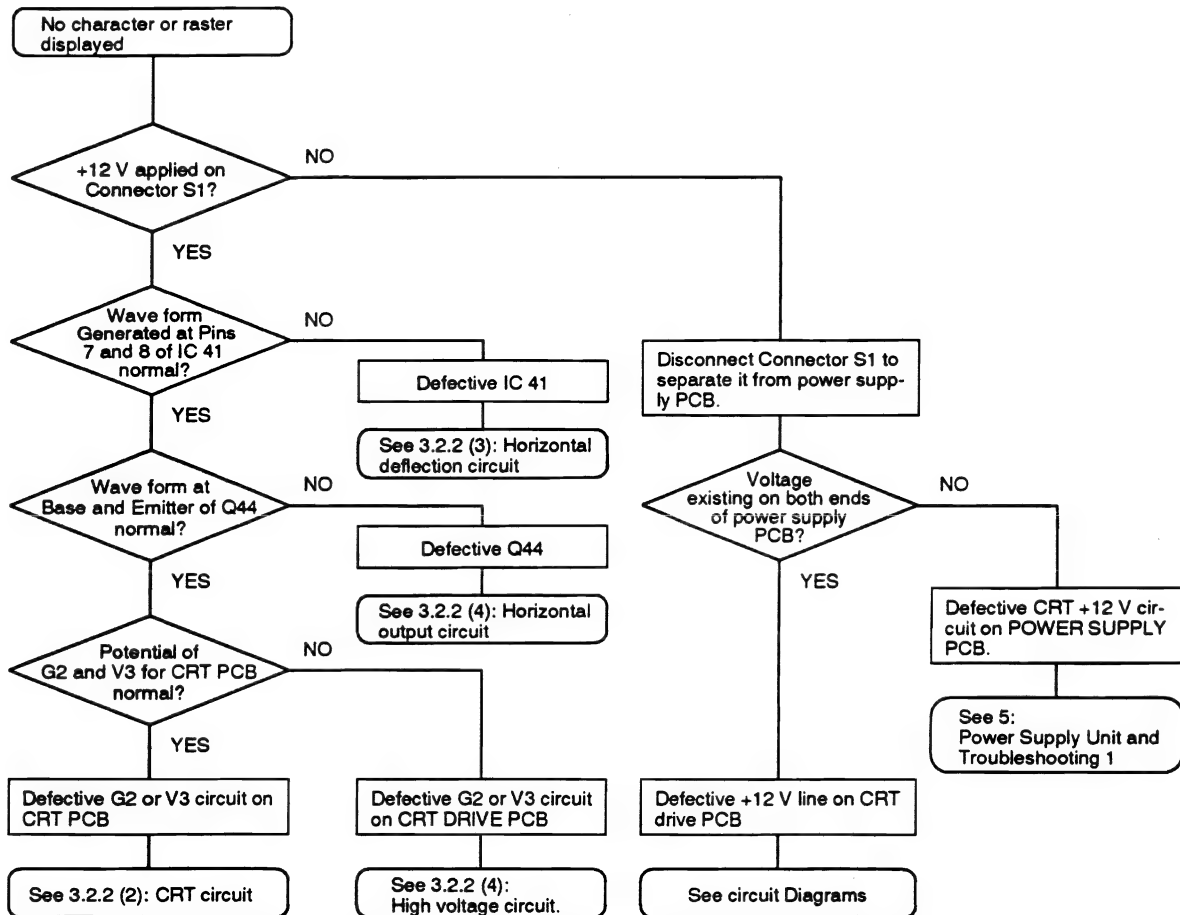 No character or raster
displayed
+12 V applied on
Connector S1?
NO
YES
Wave form
Generated at Pins
7 and 8 of IC 41
normal?
NO
YES
Defective IC 41
See 3.2.2 (3): Horizontal
deflection circuit
Wave form at
Base and Emitter of Q44
normal?
NO
YES
Defective Q44
See 3.2.2 (4): Horizontal
output circuit
Potential of
G2 and V3 for CRT PCB
normal?
NO
YES
Defective G2 or V3 circuit on
CRT PCB
See 3.2.2 (2): CRT circuit
Defective G2 or V3 circuit
on CRT DRIVE PCB
See 3.2.2 (4):
High voltage circuit.
Disconnect Connector S1 to
separate it from power supp-
ly PCB.
Voltage
existing on both ends
of power supply
PCB?
NO
YES
Defective CRT +12 V cir-
cuit on POWER SUPPLY
PCB.
See 5:
Power Supply Unit and
Troubleshooting 1
Defective +12 V line on CRT
drive PCB
See circuit Diagrams